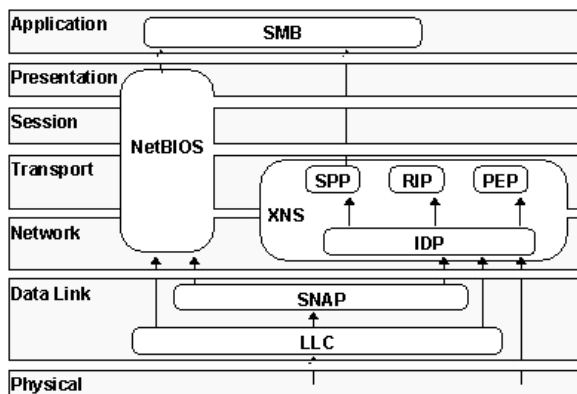 Application
SMB
Presentation
Session
NetBIOS
Transport
SPP
RIP
PEP
XNS
Network
IDP
Data Link
SNAP
LLC
Physical